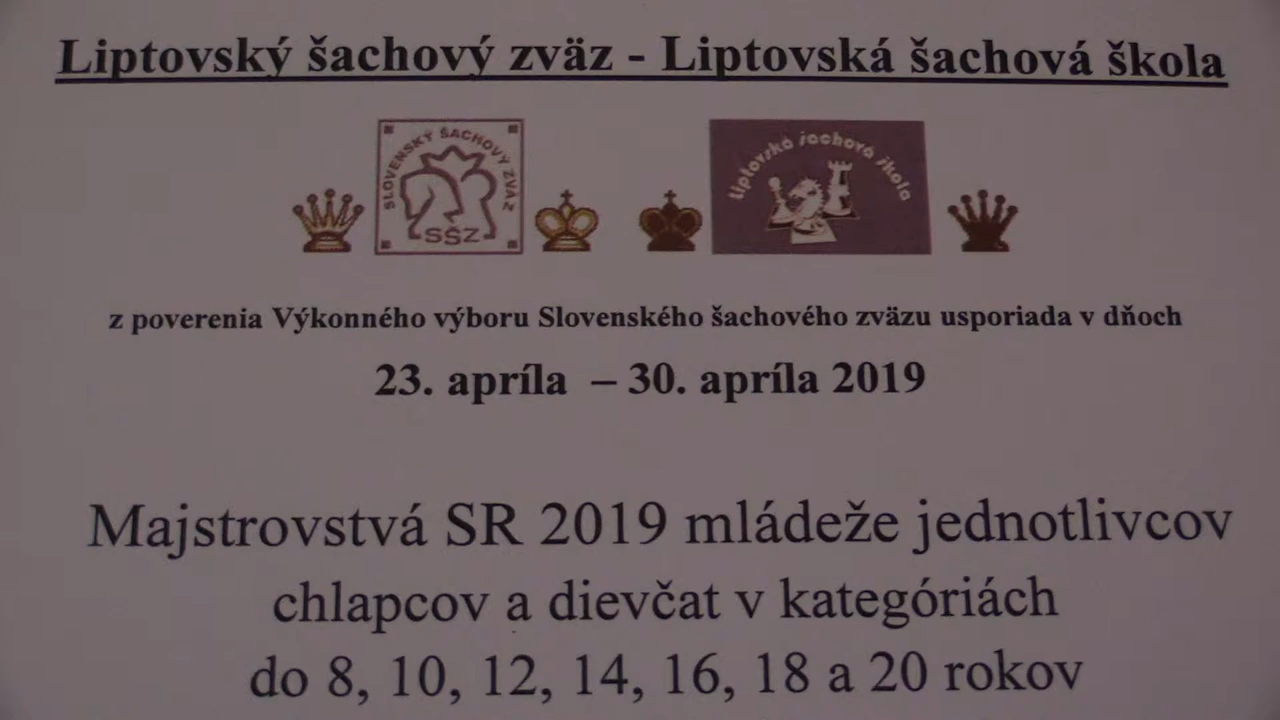 Liptovský šachový zväz - Liptovská šachová škola
SLOVENSKÝ ŠACHOVÝ ZVÄZ
SŠZ
liptovská šachová škola
z poverenia Výkonného výboru Slovenského šachového zväzu usporiada v dňoch
23. apríla – 30. apríla 2019
Majstrovstvá SR 2019 mládeže jednotlivcov
chlapcov a dievčat v kategóriách
do 8, 10, 12, 14, 16, 18 a 20 rokov